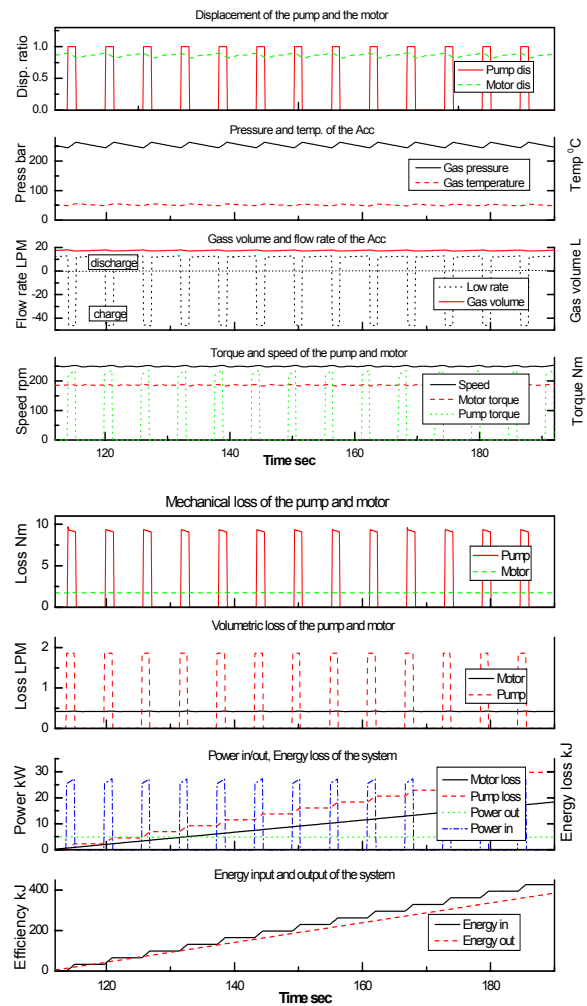 Displacement of the pump and the motor
Disp. ratio
1.0
0.5
0.0
Pump dis
Motor dis
Pressure and temp. of the Acc
Press bar
Temp ⁰C
200
100
0
Gas pressure
Gas temperature
Gass volume and flow rate of the Acc
Flow rate LPM
Gas volume L
20
0
-20
-40
discharge
charge
Low rate
Gas volume
Torque and speed of the pump and motor
Speed rpm
Torque Nm
200
100
0
Speed
Motor torque
Pump torque
120 140 160 180
Time sec
Mechanical loss of the pump and motor
Loss Nm
10
5
0
Pump
Motor
Volumetric loss of the pump and motor
Loss LPM
2
1
0
Motor
Pump
Power in/out, Energy loss of the system
Power kW
Energy loss kJ
30
20
10
0
Motor loss
Pump loss
Power out
Power in
Energy input and output of the system
Efficiency kJ
400
200
0
Energy in
Energy out
120 140 160 180
Time sec